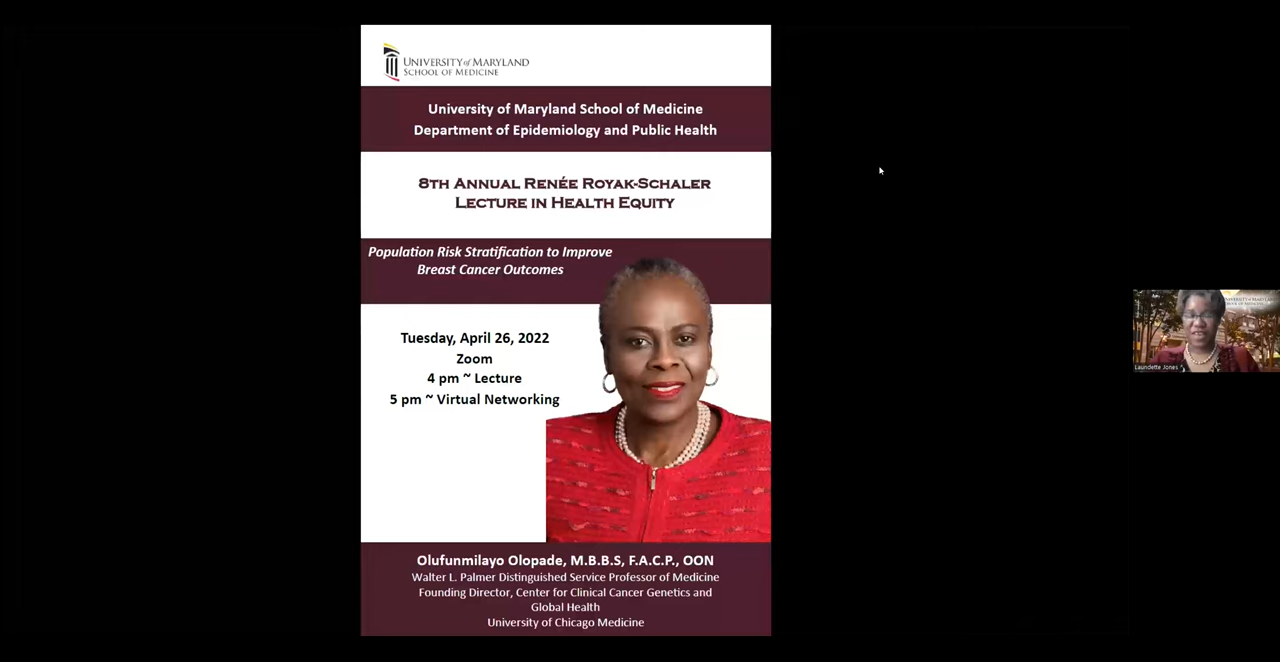 UNIVERSITY of MARYLAND
SCHOOL OF MEDICINE
University of Maryland School of Medicine
Department of Epidemiology and Public Health
8TH ANNUAL RENÉE ROYAK-SCHALER
LECTURE IN HEALTH EQUITY
Population Risk Stratification to Improve
Breast Cancer Outcomes
Tuesday, April 26, 2022
Zoom
4 pm ~ Lecture
5 pm ~ Virtual Networking
Olufunmilayo Olopade, M.B.B.S, F.A.C.P., OON
Walter L. Palmer Distinguished Service Professor of Medicine
Founding Director, Center for Clinical Cancer Genetics and
Global Health
University of Chicago Medicine
Laundette Jones